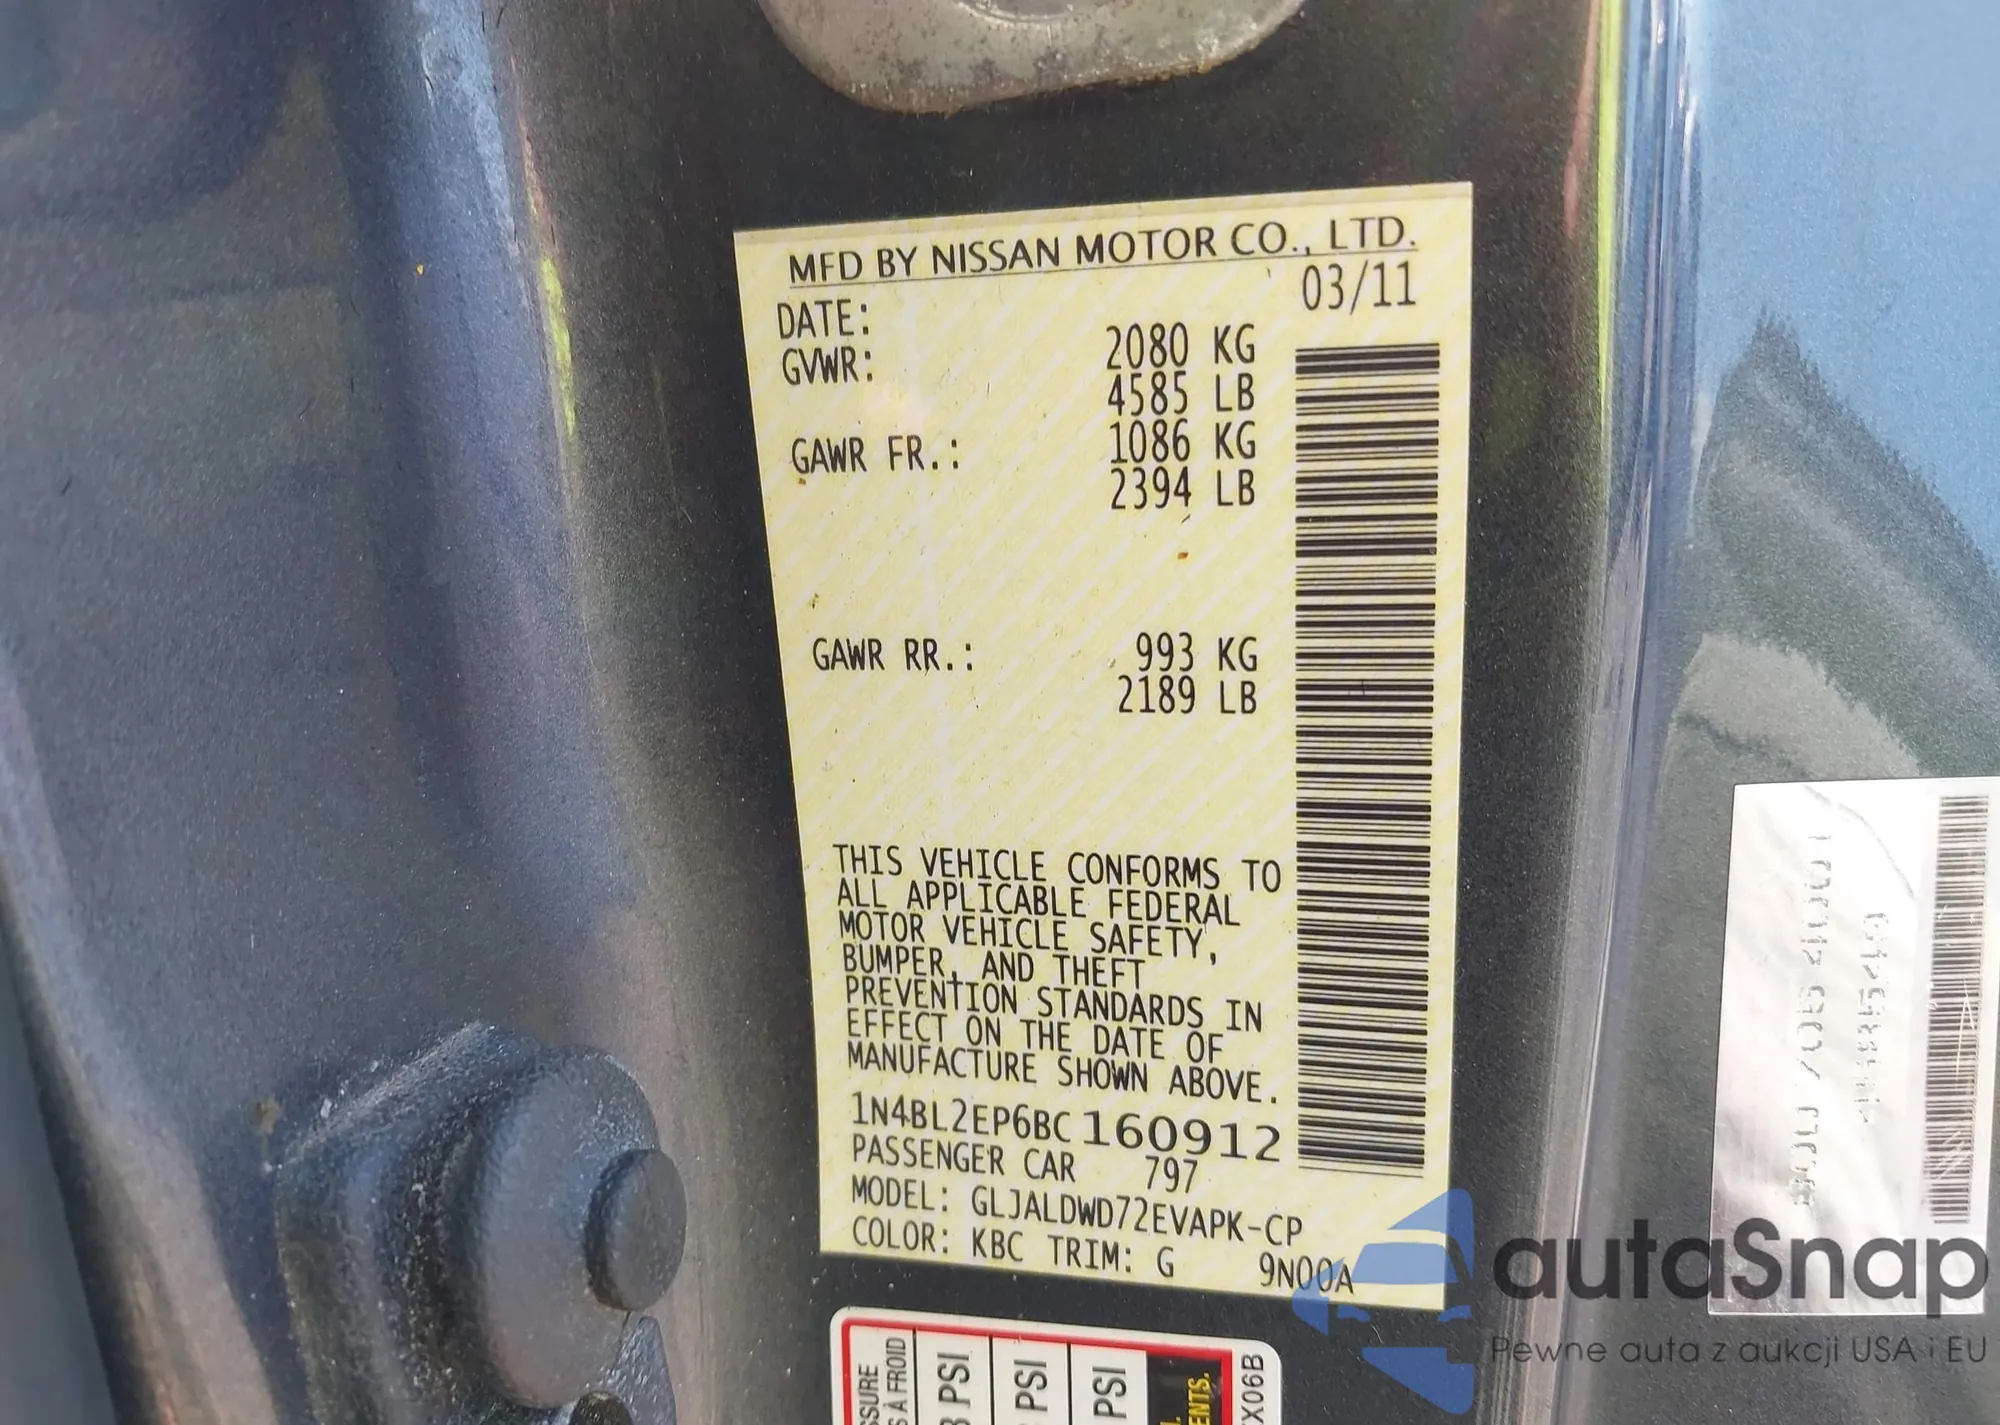 MFD BY NISSAN MOTOR CO., LTD.
DATE: 03/11
GVWR: 2080 KG
4585 LB
GAWR FR.: 1086 KG
2394 LB
GAWR RR.: 993 KG
2189 LB
THIS VEHICLE CONFORMS TO
ALL APPLICABLE FEDERAL
MOTOR VEHICLE SAFETY,
BUMPER, AND THEFT
PREVENTION STANDARDS IN
EFFECT ON THE DATE OF
MANUFACTURE SHOWN ABOVE.
1N4BL2EP6BC160912
PASSENGER CAR 797
MODEL: GLJALDWD72EVAPK-CP
COLOR: KBC TRIM: G 9N00A
À FROID
PSI
PSI
PSI
X06B
autaSnap
Pewne auta z aukcji USA i EU